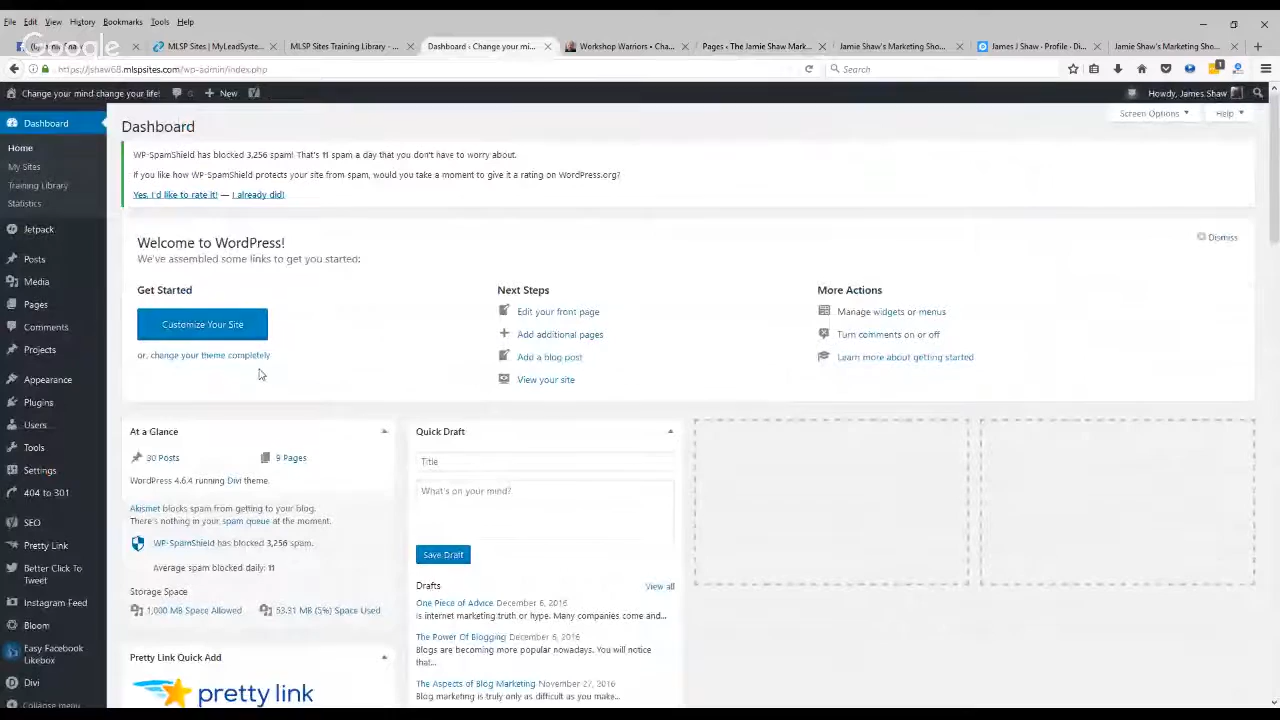 File Edit View History Bookmarks Tools Help
Google
MLSP Sites | MyLeadSyste...
MLSP Sites Training Library - ...
Dashboard ‹ Change your mi...
Workshop Warriors • Cha...
Pages ‹ The Jamie Shaw Mark...
Jamie Shaw's Marketing Sho...
James J Shaw - Profile - Di...
Jamie Shaw's Marketing Sho...
https://jshaw68.mlspsites.com/wp-admin/index.php
Search
1
Change your mind change your life!
New
Howdy, James Shaw
Screen Options
Help
Dashboard
Home
My Sites
Training Library
Statistics
Jetpack
Posts
Media
Pages
Comments
Projects
Appearance
Plugins
Users
Tools
Settings
404 to 301
SEO
Pretty Link
Better Click To
Tweet
Instagram Feed
Bloom
Easy Facebook
Likebox
Divi
Collapse menu
Dashboard
WP-SpamShield has blocked 3,256 spam! That's 11 spam a day that you don't have to worry about.
If you like how WP-SpamShield protects your site from spam, would you take a moment to give it a rating on WordPress.org?
Yes, I'd like to rate it! — I already did!
Welcome to WordPress!
Dismiss
We've assembled some links to get you started:
Get Started
Customize Your Site
or, change your theme completely
Next Steps
Edit your front page
Add additional pages
Add a blog post
View your site
More Actions
Manage widgets or menus
Turn comments on or off
Learn more about getting started
At a Glance
30 Posts
9 Pages
WordPress 4.6.4 running Divi theme.
Akismet blocks spam from getting to your blog.
There's nothing in your spam queue at the moment.
WP-SpamShield has blocked 3,256 spam.
Average spam blocked daily: 11
Storage Space
1,000 MB Space Allowed
53.31 MB (5%) Space Used
Pretty Link Quick Add
pretty link
Quick Draft
Title
What's on your mind?
Save Draft
Drafts
View all
One Piece of Advice December 6, 2016
is internet marketing truth or hype. Many companies come and...
The Power Of Blogging December 6, 2016
Blogs are becoming more popular nowadays. You will notice
that...
The Aspects of Blog Marketing November 27, 2016
Blog marketing is truly only as difficult as you make...